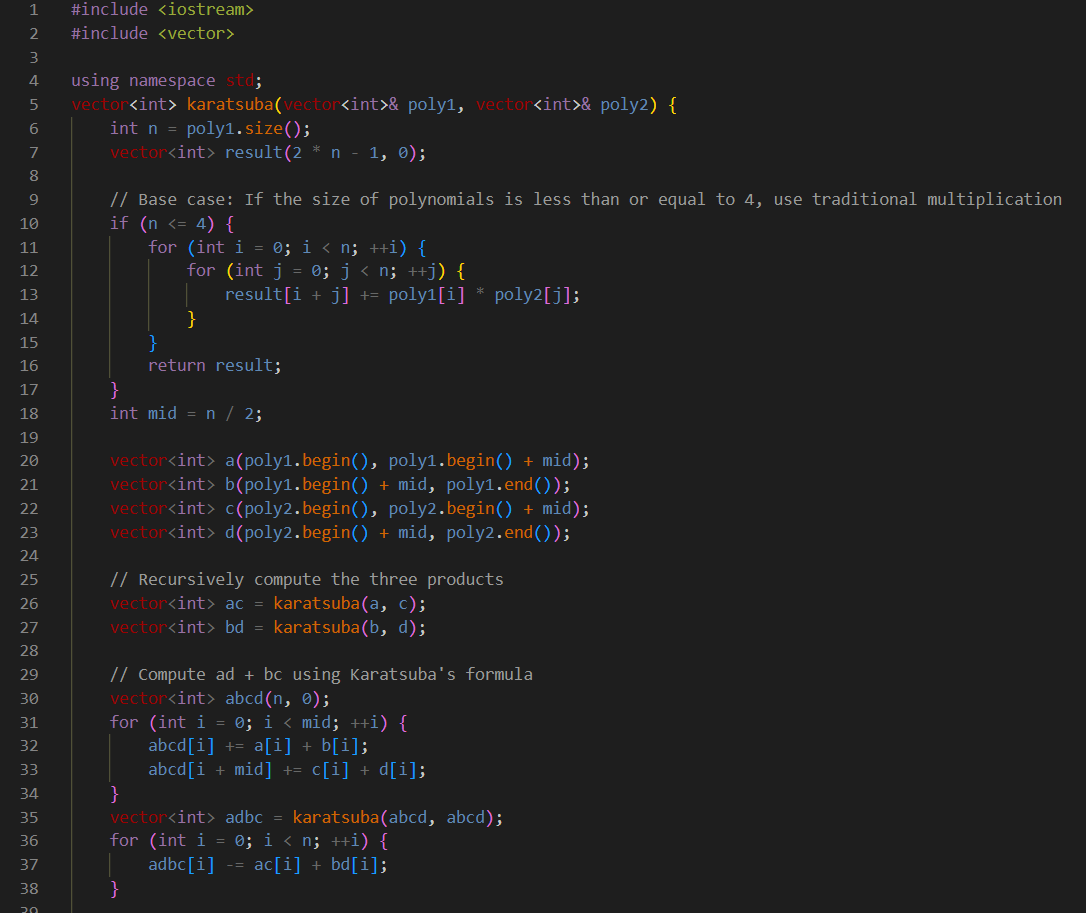 1 #include <iostream>
2 #include <vector>
3
4 using namespace std;
5 vector<int> karatsuba(vector<int>& poly1, vector<int>& poly2) {
6     int n = poly1.size();
7     vector<int> result(2 * n - 1, 0);
8
9     // Base case: If the size of polynomials is less than or equal to 4, use traditional multiplication
10     if (n <= 4) {
11         for (int i = 0; i < n; ++i) {
12             for (int j = 0; j < n; ++j) {
13                 result[i + j] += poly1[i] * poly2[j];
14             }
15         }
16         return result;
17     }
18     int mid = n / 2;
19
20     vector<int> a(poly1.begin(), poly1.begin() + mid);
21     vector<int> b(poly1.begin() + mid, poly1.end());
22     vector<int> c(poly2.begin(), poly2.begin() + mid);
23     vector<int> d(poly2.begin() + mid, poly2.end());
24
25     // Recursively compute the three products
26     vector<int> ac = karatsuba(a, c);
27     vector<int> bd = karatsuba(b, d);
28
29     // Compute ad + bc using Karatsuba's formula
30     vector<int> abcd(n, 0);
31     for (int i = 0; i < mid; ++i) {
32         abcd[i] += a[i] + b[i];
33         abcd[i + mid] += c[i] + d[i];
34     }
35     vector<int> adbc = karatsuba(abcd, abcd);
36     for (int i = 0; i < n; ++i) {
37         adbc[i] -= ac[i] + bd[i];
38     }
39